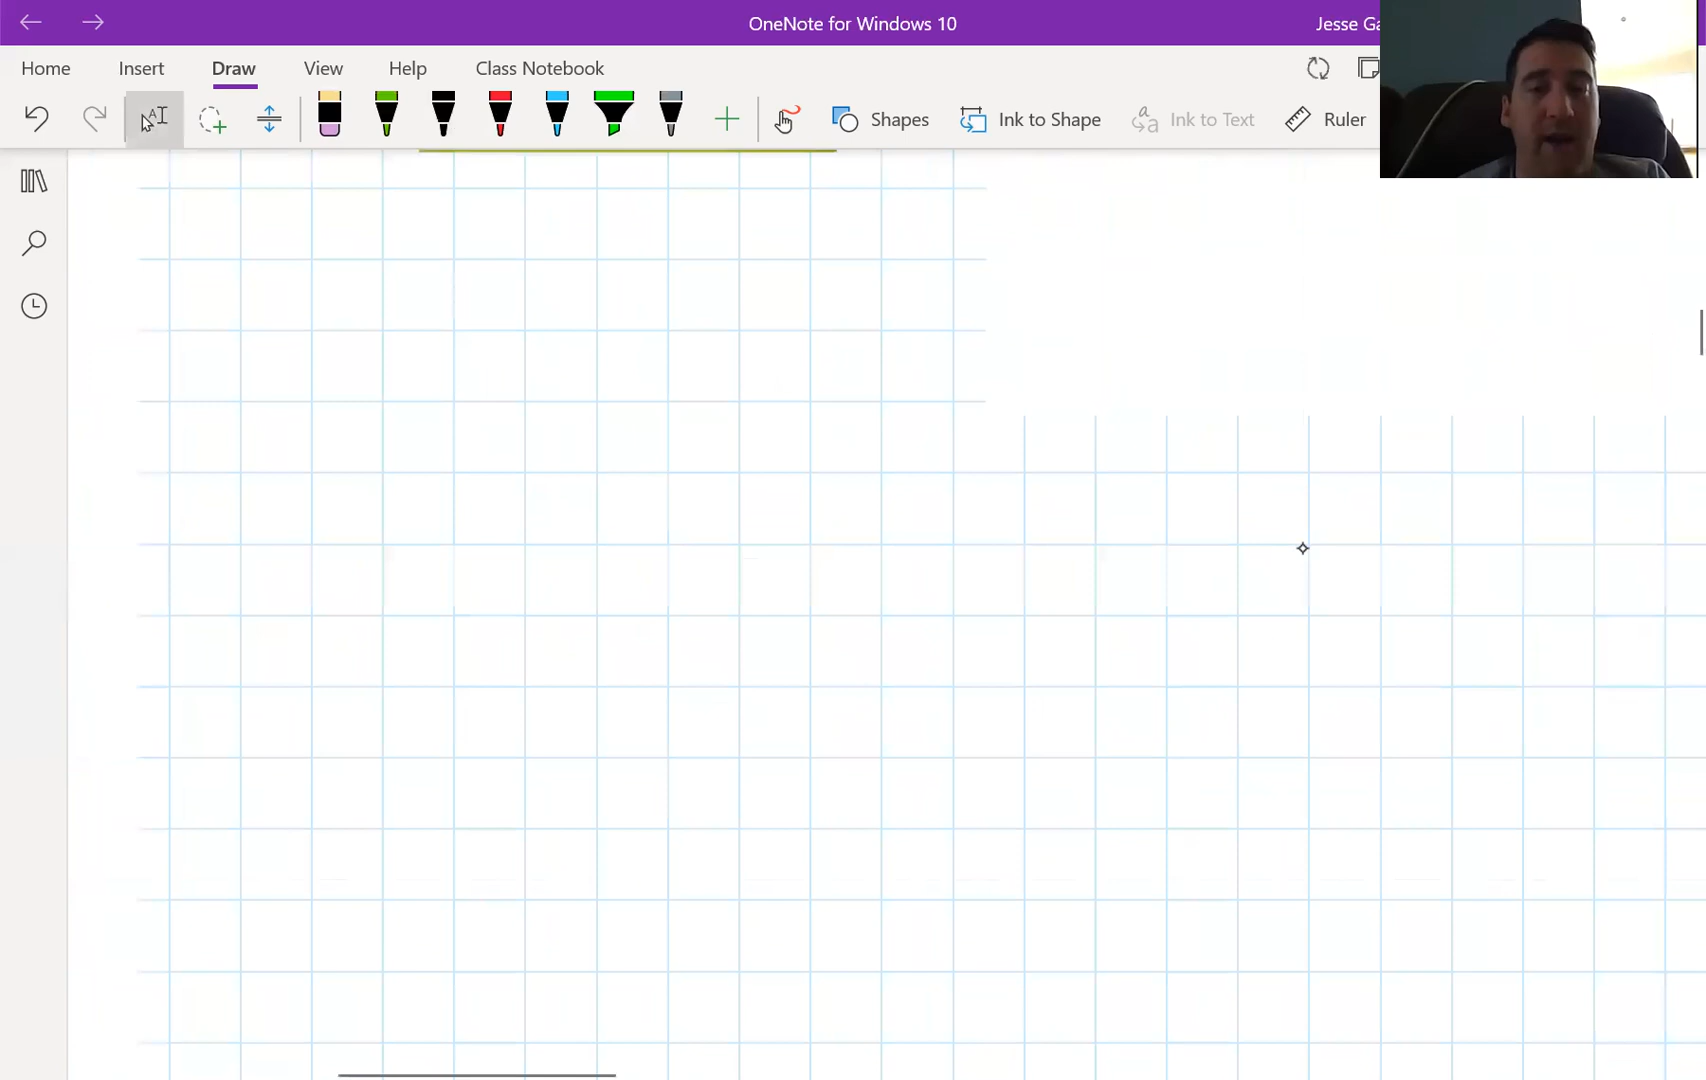 OneNote for Windows 10
Jesse Ga
Home Insert Draw View Help Class Notebook
Shapes Ink to Shape Ink to Text Ruler